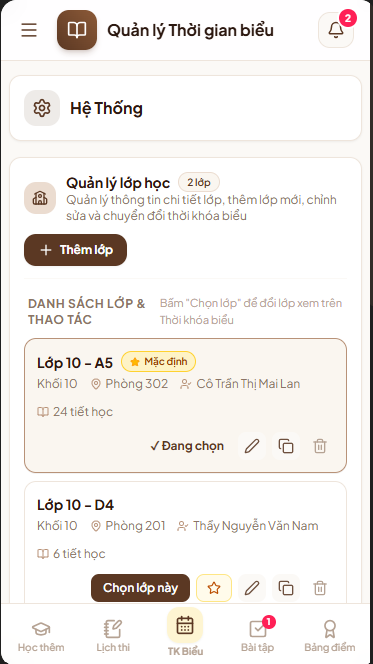 Quản lý Thời gian biểu
2
Hệ Thống
Quản lý lớp học
2 lớp
Quản lý thông tin chi tiết lớp, thêm lớp mới, chỉnh
sửa và chuyển đổi thời khóa biểu
+ Thêm lớp
DANH SÁCH LỚP &
THAO TÁC
Bấm "Chọn lớp" để đổi lớp xem trên
Thời khóa biểu
Lớp 10 - A5
Mặc định
Khối 10
Phòng 302
Cô Trần Thị Mai Lan
24 tiết học
✓ Đang chọn
Lớp 10 - D4
Khối 10
Phòng 201
Thầy Nguyễn Văn Nam
6 tiết học
Chọn lớp này
1
Học thêm
Lịch thi
TK Biểu
Bài tập
Bảng điểm